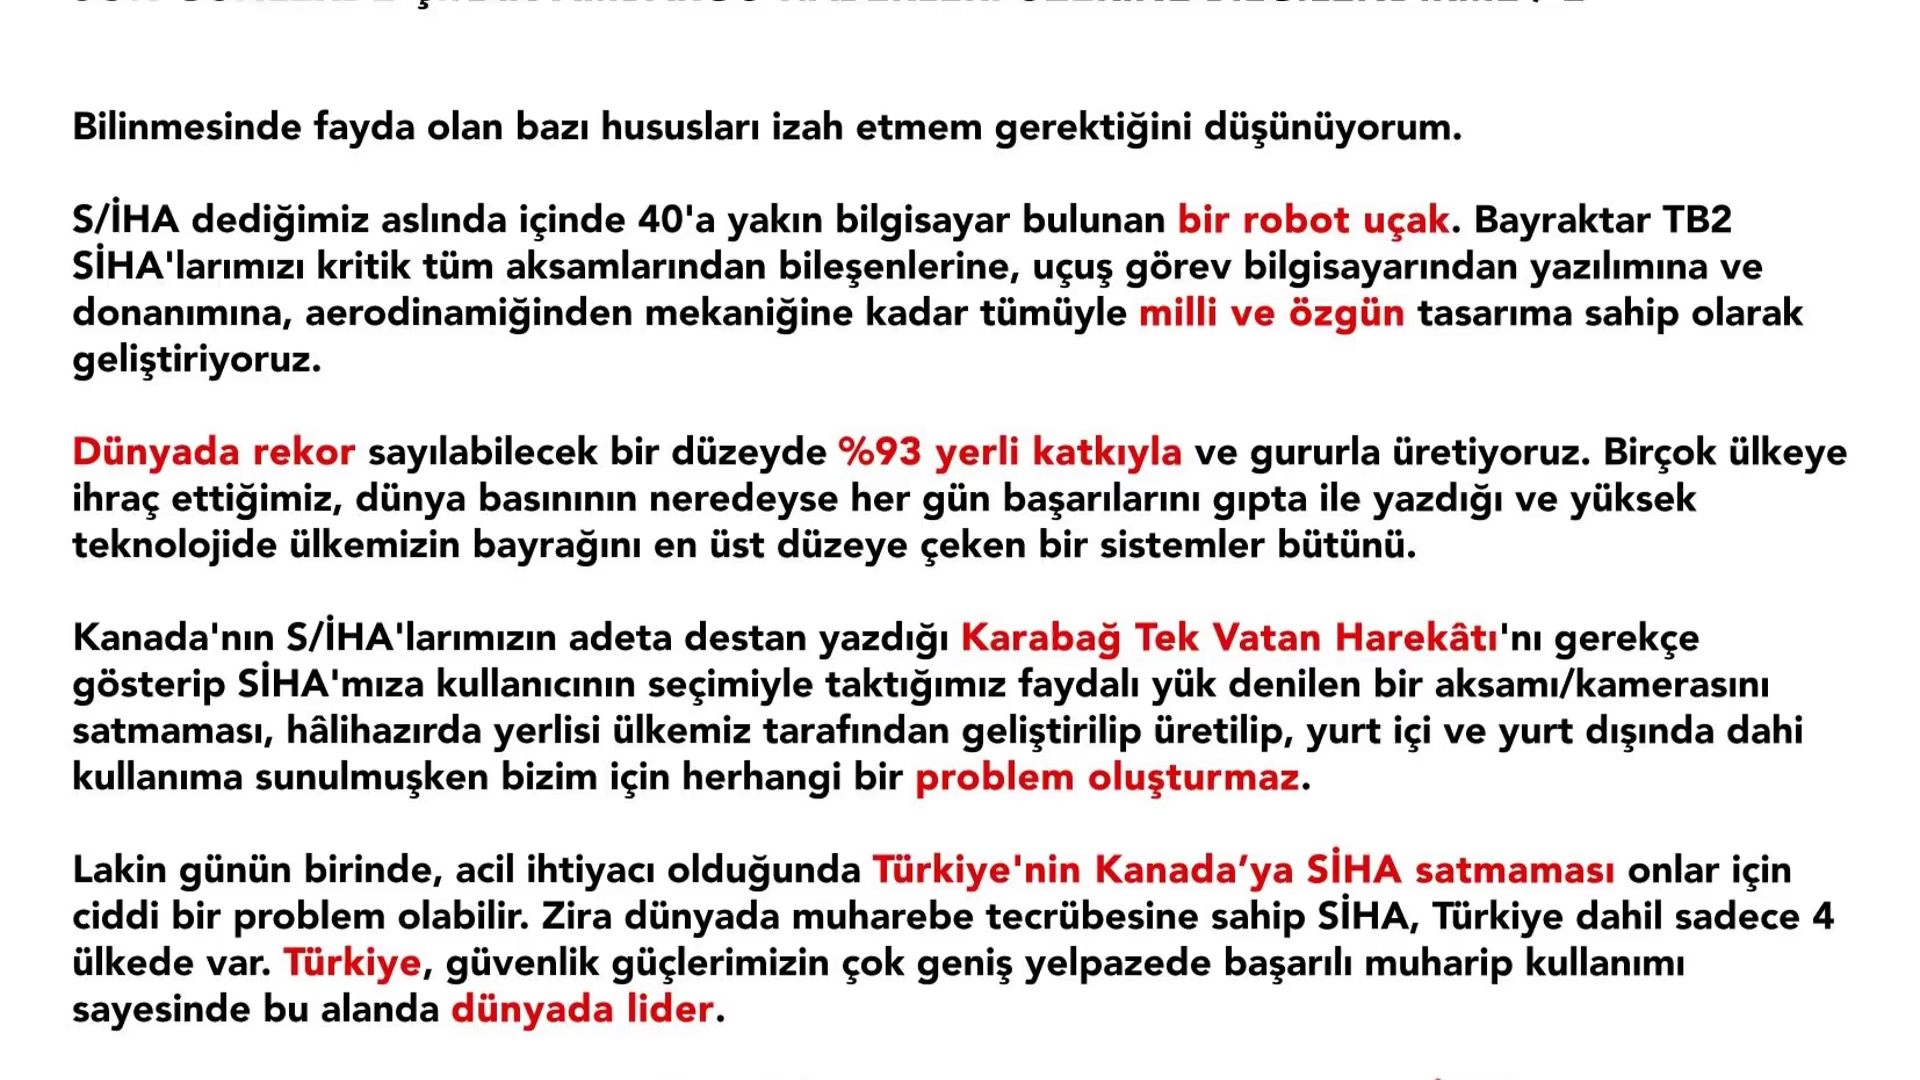 Bilinmesinde fayda olan bazı hususları izah etmem gerektiğini düşünüyorum.
S/İHA dediğimiz aslında içinde 40'a yakın bilgisayar bulunan bir robot uçak. Bayraktar TB2
SİHA'larımızı kritik tüm aksamlarından bileşenlerine, uçuş görev bilgisayarından yazılımına ve
donanımına, aerodinamiğinden mekaniğine kadar tümüyle milli ve özgün tasarıma sahip olarak
geliştiriyoruz.
Dünyada rekor sayılabilecek bir düzeyde %93 yerli katkıyla ve gururla üretiyoruz. Birçok ülkeye
ihraç ettiğimiz, dünya basınının neredeyse her gün başarılarını gıpta ile yazdığı ve yüksek
teknolojide ülkemizin bayrağını en üst düzeye çeken bir sistemler bütünü.
Kanada'nın S/İHA'larımızın adeta destan yazdığı Karabağ Tek Vatan Harekâtı'nı gerekçe
gösterip SİHA'mıza kullanıcının seçimiyle taktığımız faydalı yük denilen bir aksamı/kamerasını
satmaması, hâlihazırda yerlisi ülkemiz tarafından geliştirilip üretilip, yurt içi ve yurt dışında dahi
kullanıma sunulmuşken bizim için herhangi bir problem oluşturmaz.
Lakin günün birinde, acil ihtiyacı olduğunda Türkiye'nin Kanada’ya SİHA satmaması onlar için
ciddi bir problem olabilir. Zira dünyada muharebe tecrübesine sahip SİHA, Türkiye dahil sadece 4
ülkede var. Türkiye, güvenlik güçlerimizin çok geniş yelpazede başarılı muharip kullanımı
sayesinde bu alanda dünyada lider.